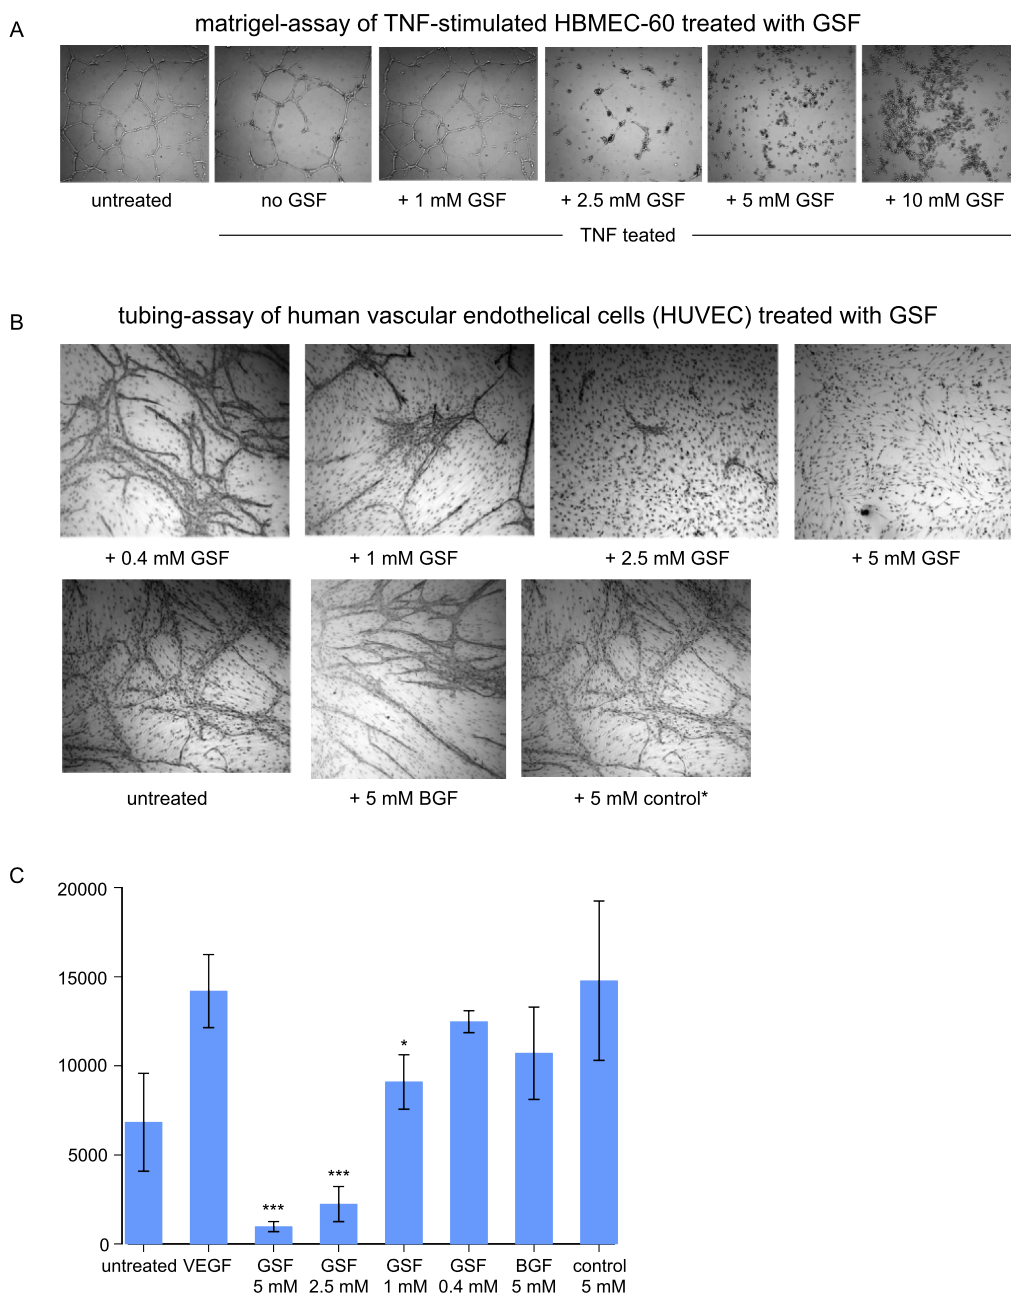 A
matrigel-assay of TNF-stimulated HBMEC-60 treated with GSF
untreated
no GSF
+ 1 mM GSF
+ 2.5 mM GSF
+ 5 mM GSF
+ 10 mM GSF
TNF teated
B
tubing-assay of human vascular endothelical cells (HUVEC) treated with GSF
+ 0.4 mM GSF
+ 1 mM GSF
+ 2.5 mM GSF
+ 5 mM GSF
untreated
+ 5 mM BGF
+ 5 mM control*
C
20000
15000
10000
5000
0
***
***
*
untreated
VEGF
GSF
5 mM
GSF
2.5 mM
GSF
1 mM
GSF
0.4 mM
BGF
5 mM
control
5 mM